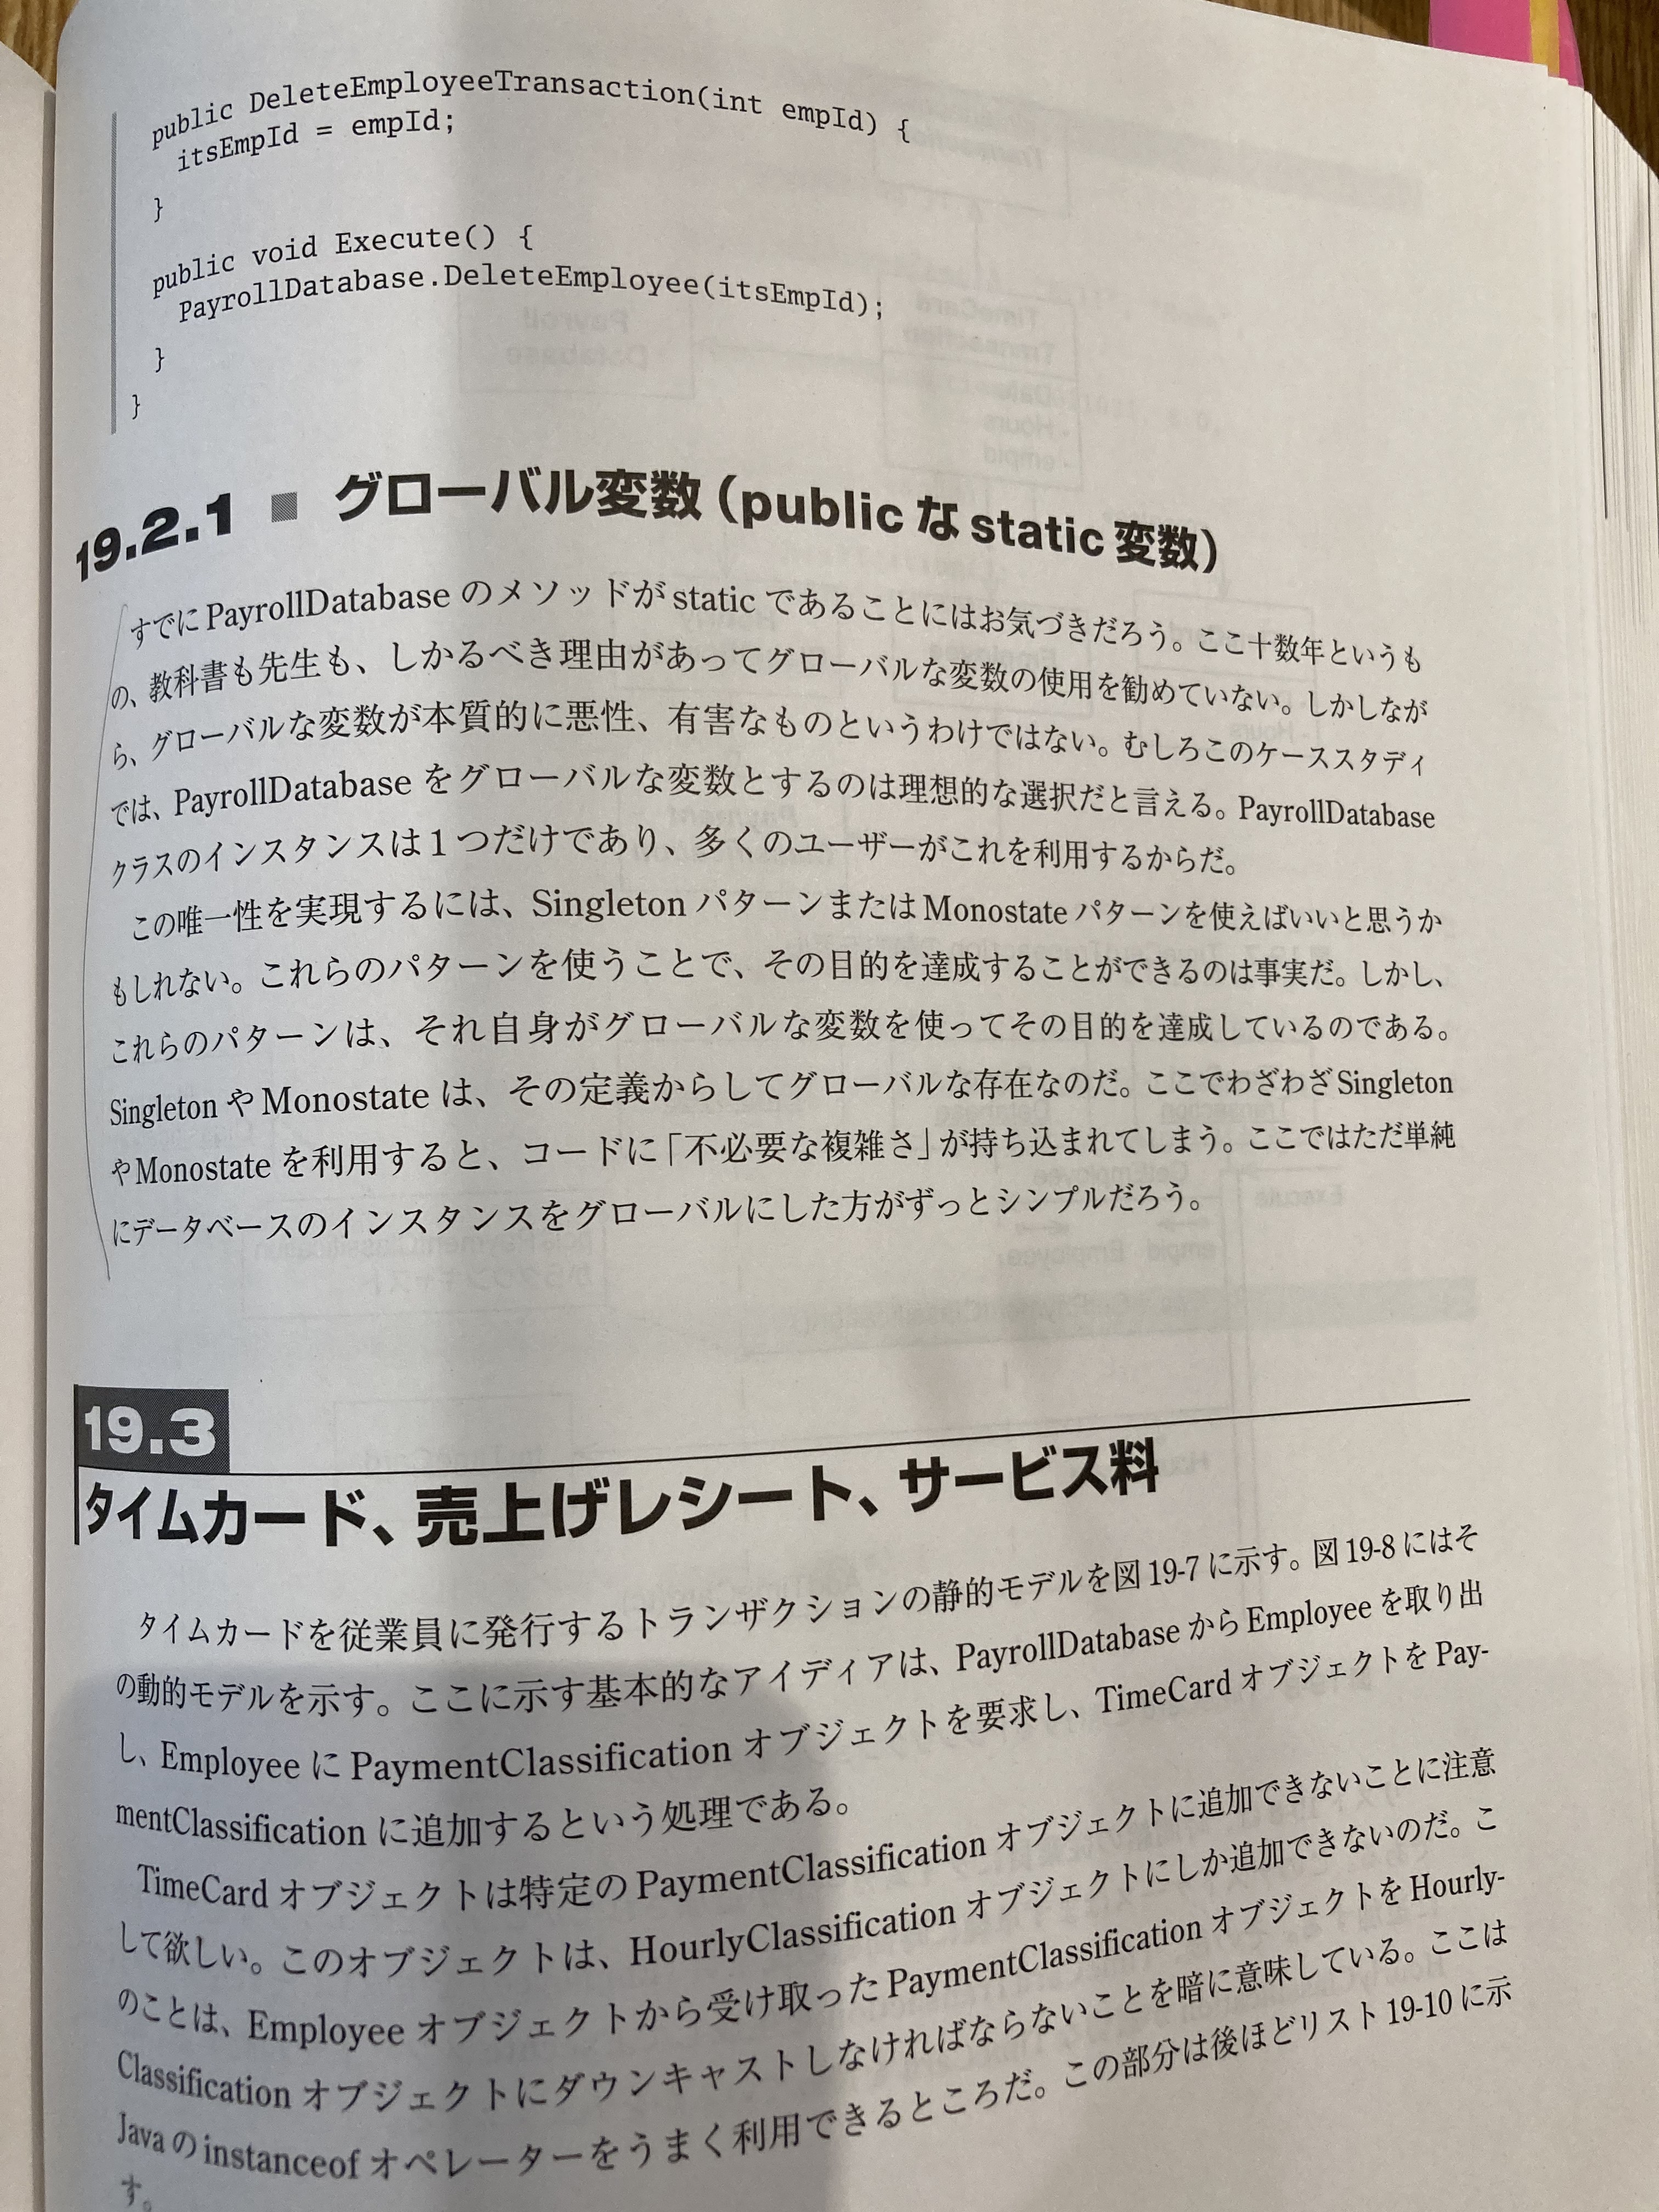 public DeleteEmployeeTransaction(int empId) {
itsEmpId = empId;
}
public void Execute() {
PayrollDatabase.DeleteEmployee(itsEmpId);
}
}
19.2.1 ■ グローバル変数（publicなstatic変数）
すでにPayrollDatabaseのメソッドがstaticであることにはお気づきだろう。ここ十数年というも
の、教科書も先生も、しかるべき理由があってグローバルな変数の使用を勧めていない。しかしなが
ら、グローバルな変数が本質的に悪性、有害なものというわけではない。むしろこのケーススタディ
では、PayrollDatabaseをグローバルな変数とするのは理想的な選択だと言える。PayrollDatabase
クラスのインスタンスは1つだけであり、多くのユーザーがこれを利用するからだ。
この唯一性を実現するには、SingletonパターンまたはMonostateパターンを使えばいいと思うか
もしれない。これらのパターンを使うことで、その目的を達成することができるのは事実だ。しかし、
これらのパターンは、それ自身がグローバルな変数を使ってその目的を達成しているのである。
SingletonやMonostateは、その定義からしてグローバルな存在なのだ。ここでわざわざSingleton
やMonostateを利用すると、コードに「不必要な複雑さ」が持ち込まれてしまう。ここではただ単純
にデータベースのインスタンスをグローバルにした方がずっとシンプルだろう。
19.3
タイムカード、売上げレシート、サービス料
タイムカードを従業員に発行するトランザクションの静的モデルを図19-7に示す。図19-8にはそ
の動的モデルを示す。ここに示す基本的なアイディアは、PayrollDatabaseからEmployeeを取り出
し、EmployeeにPaymentClassificationオブジェクトを要求し、TimeCardオブジェクトをPay-
mentClassificationに追加するという処理である。
TimeCardオブジェクトは特定のPaymentClassificationオブジェクトに追加できないことに注意
して欲しい。このオブジェクトは、HourlyClassificationオブジェクトにしか追加できないのだ。こ
のことは、Employeeオブジェクトから受け取ったPaymentClassificationオブジェクトをHourly-
Classificationオブジェクトにダウンキャストしなければならないことを暗に意味している。ここは
Javaのinstanceofオペレーターをうまく利用できるところだ。この部分は後ほどリスト19-10に示
す。